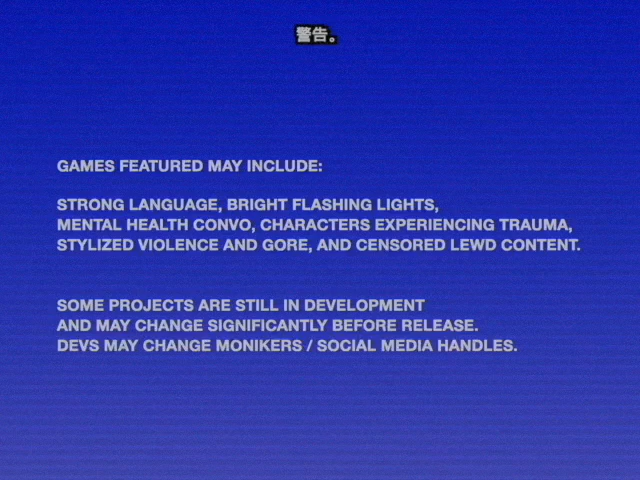 警告。
GAMES FEATURED MAY INCLUDE:
STRONG LANGUAGE, BRIGHT FLASHING LIGHTS,
MENTAL HEALTH CONVO, CHARACTERS EXPERIENCING TRAUMA,
STYLIZED VIOLENCE AND GORE, AND CENSORED LEWD CONTENT.
SOME PROJECTS ARE STILL IN DEVELOPMENT
AND MAY CHANGE SIGNIFICANTLY BEFORE RELEASE.
DEVS MAY CHANGE MONIKERS / SOCIAL MEDIA HANDLES.